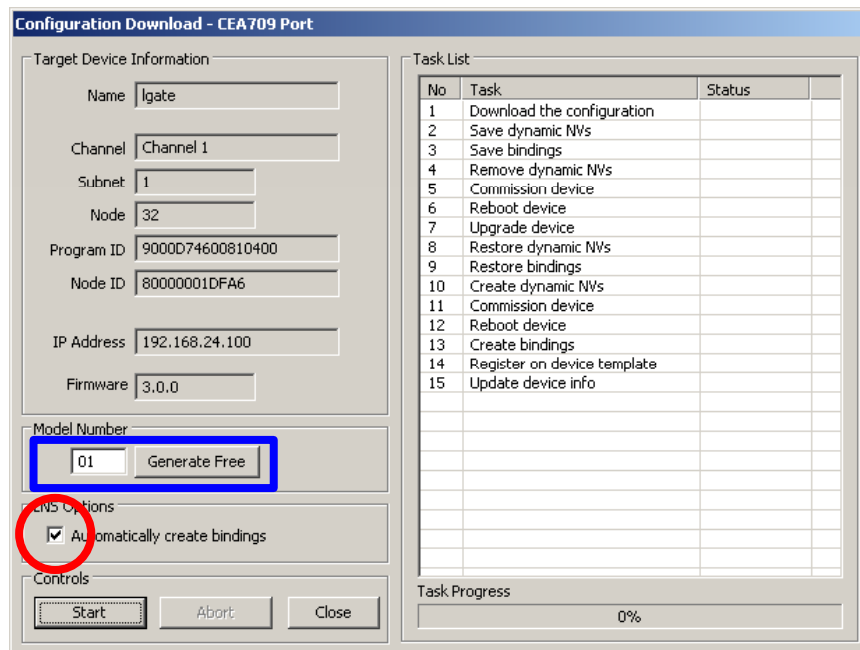 Configuration Download - CEA709 Port
Target Device Information
Name lgate
Channel Channel 1
Subnet 1
Node 32
Program ID 9000D74600810400
Node ID 80000001DFA6
IP Address 192.168.24.100
Firmware 3.0.0
Model Number
01 Generate Free
LNS Options
Automatically create bindings
Controls
Start Abort Close
Task List
No Task Status
1 Download the configuration
2 Save dynamic NVs
3 Save bindings
4 Remove dynamic NVs
5 Commission device
6 Reboot device
7 Upgrade device
8 Restore dynamic NVs
9 Restore bindings
10 Create dynamic NVs
11 Commission device
12 Reboot device
13 Create bindings
14 Register on device template
15 Update device info
Task Progress
0%